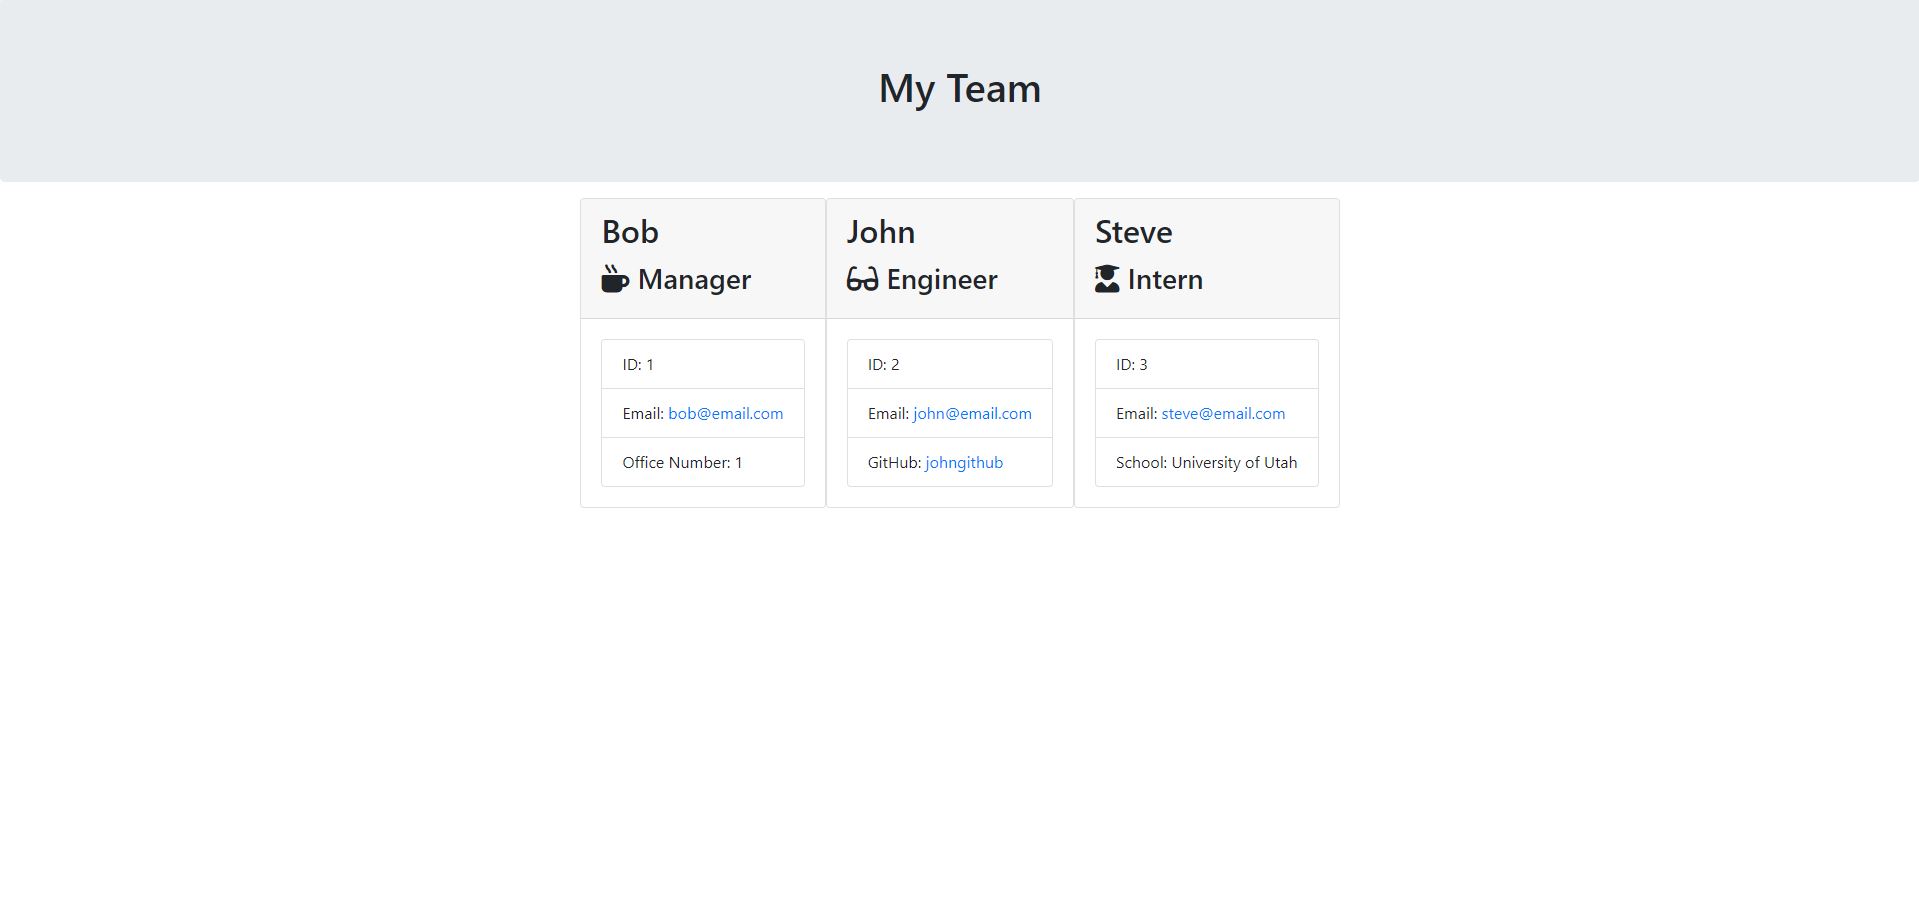 My Team
Bob
Manager
ID: 1
Email: bob@email.com
Office Number: 1
John
Engineer
ID: 2
Email: john@email.com
GitHub: johngithub
Steve
Intern
ID: 3
Email: steve@email.com
School: University of Utah